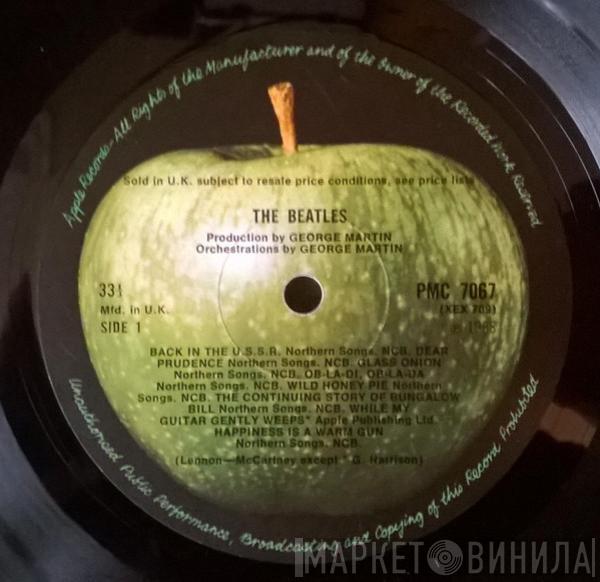 Apple Records—All Rights of the Manufacturer and of the Owner of the Recorded Work Reserved
Sold in U.K. subject to resale price conditions, see price lists
THE BEATLES
Production by GEORGE MARTIN
Orchestrations by GEORGE MARTIN
33⅓
PMC 7067
Mfd. in U.K.
(XEX 709)
SIDE 1
℗ 1968
BACK IN THE U.S.S.R. Northern Songs. NCB. DEAR
PRUDENCE Northern Songs. NCB. GLASS ONION
Northern Songs. NCB. OB-LA-DI, OB-LA-DA
Northern Songs. NCB. WILD HONEY PIE Northern
Songs. NCB. THE CONTINUING STORY OF BUNGALOW
BILL Northern Songs. NCB. WHILE MY
GUITAR GENTLY WEEPS* Apple Publishing Ltd.
HAPPINESS IS A WARM GUN
Northern Songs. NCB.
(Lennon—McCartney except * G. Harrison)
Unauthorised Public Performance, Broadcasting and Copying of this Record Prohibited
МАРКЕТ ВИНИЛА